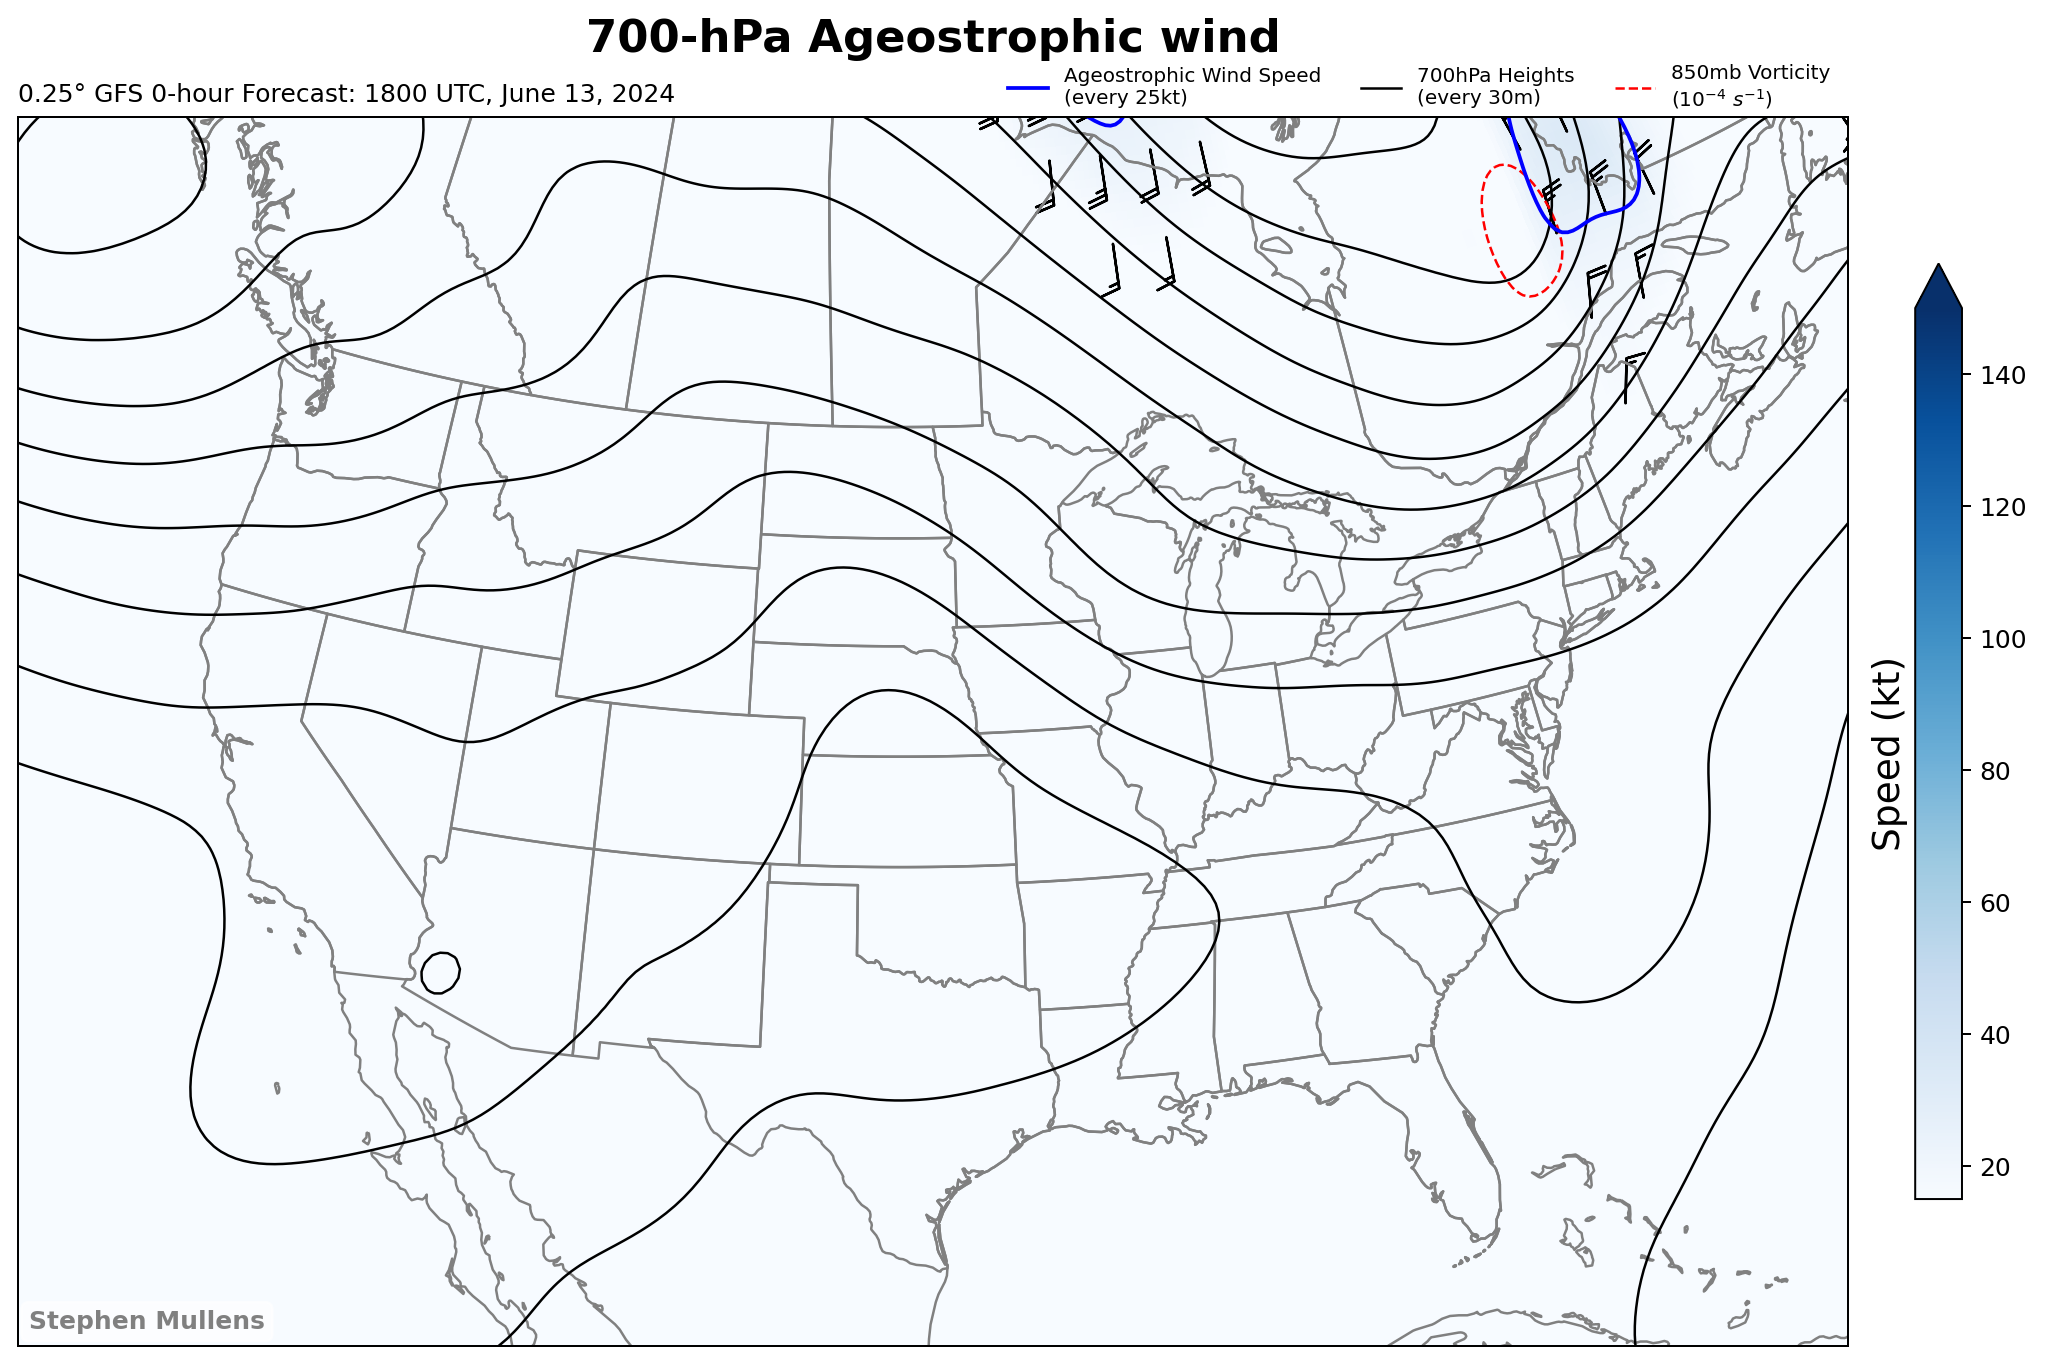 700-hPa Ageostrophic wind
0.25° GFS 0-hour Forecast: 1800 UTC, June 13, 2024
Ageostrophic Wind Speed
(every 25kt)
700hPa Heights
(every 30m)
850mb Vorticity
(10⁻⁴ s⁻¹)
140
120
100
80
60
40
20
Speed (kt)
Stephen Mullens